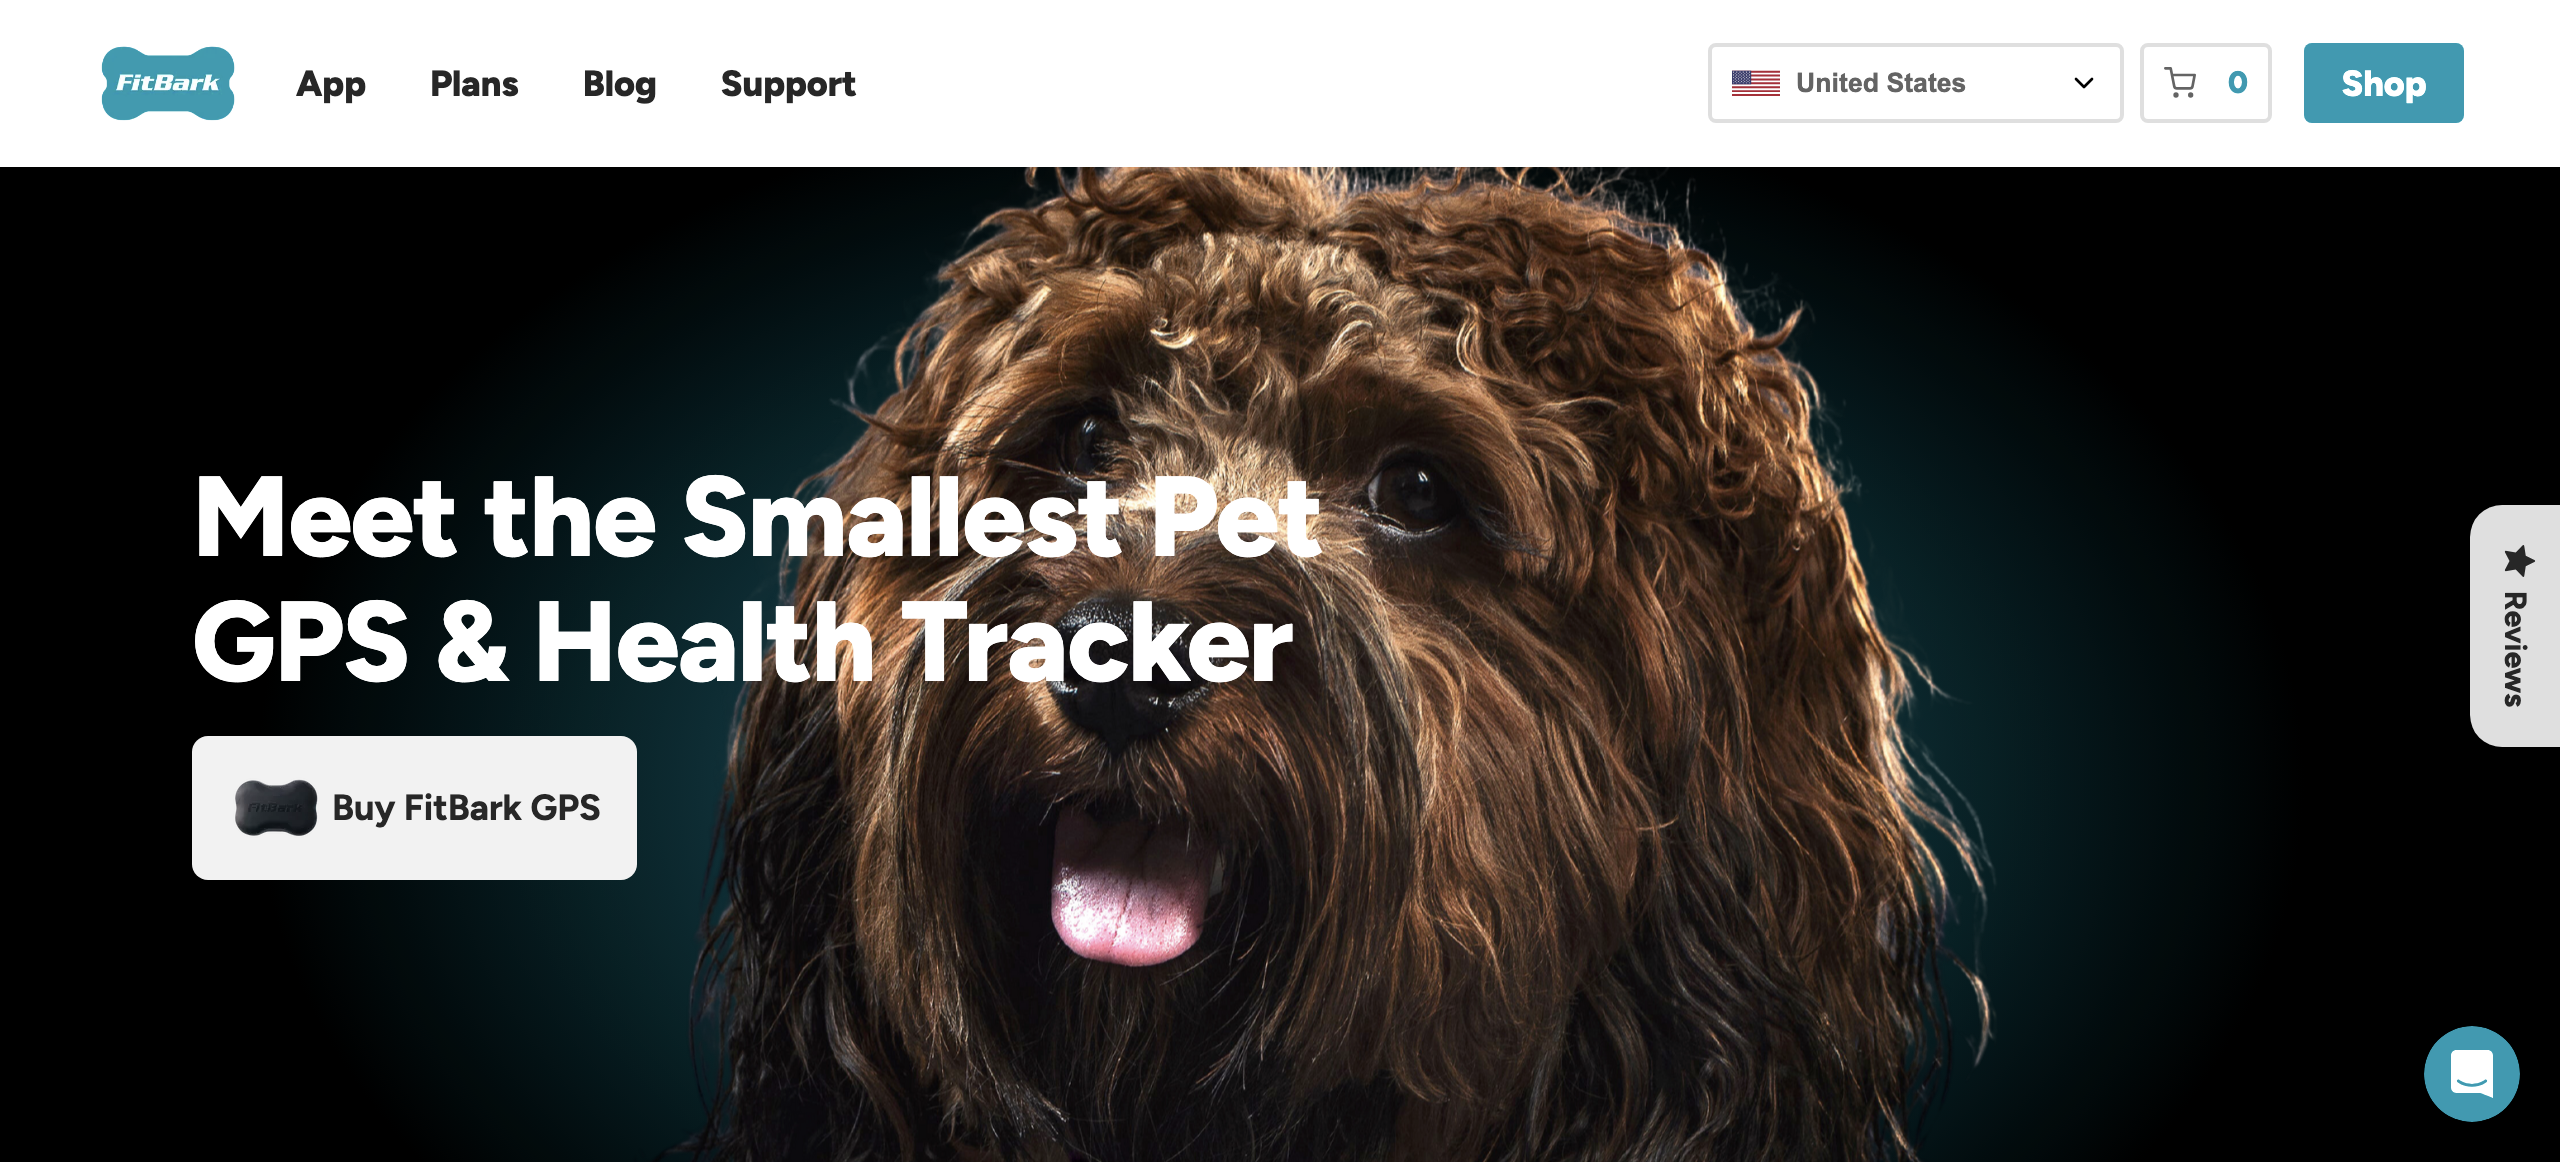 FitBark
App
Plans
Blog
Support
United States
0
Shop
Meet the Smallest Pet
GPS & Health Tracker
FitBark
Buy FitBark GPS
Reviews